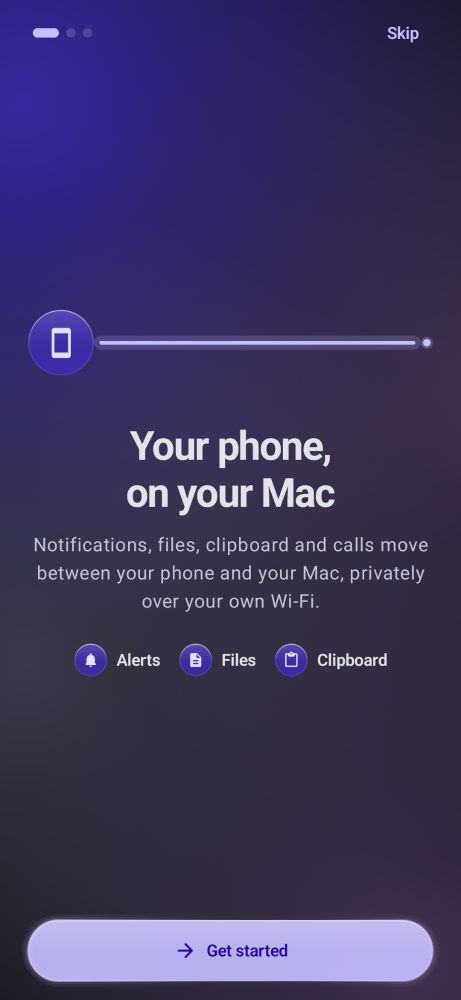 Skip
Your phone,
on your Mac
Notifications, files, clipboard and calls move
between your phone and your Mac, privately
over your own Wi-Fi.
Alerts Files Clipboard
Get started